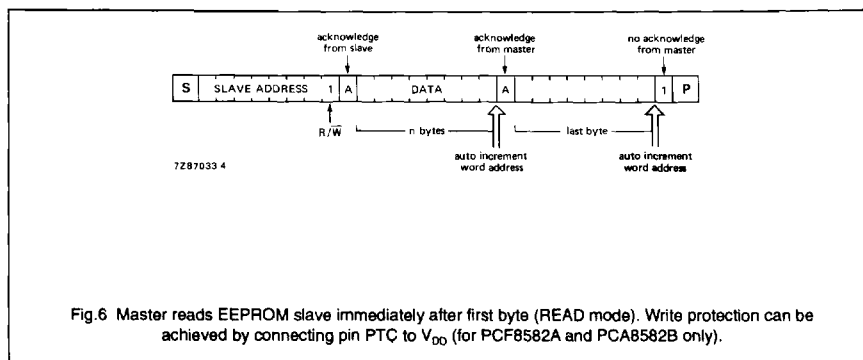 acknowledge from slave
acknowledge from master
no acknowledge from master
S SLAVE ADDRESS 1 A DATA A 1 P
R/W̅
n bytes
last byte
auto increment word address
auto increment word address
7Z87033 4
Fig.6 Master reads EEPROM slave immediately after first byte (READ mode). Write protection can be
achieved by connecting pin PTC to VDD (for PCF8582A and PCA8582B only).